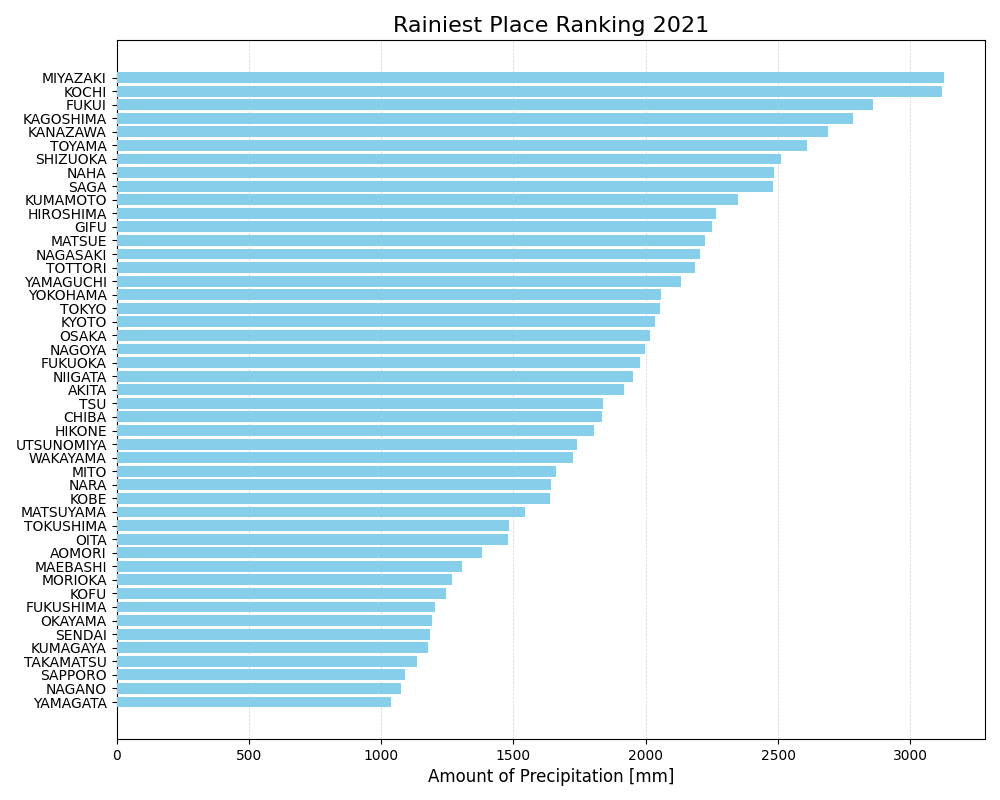 Rainiest Place Ranking 2021
MIYAZAKI
KOCHI
FUKUI
KAGOSHIMA
KANAZAWA
TOYAMA
SHIZUOKA
NAHA
SAGA
KUMAMOTO
HIROSHIMA
GIFU
MATSUE
NAGASAKI
TOTTORI
YAMAGUCHI
YOKOHAMA
TOKYO
KYOTO
OSAKA
NAGOYA
FUKUOKA
NIIGATA
AKITA
TSU
CHIBA
HIKONE
UTSUNOMIYA
WAKAYAMA
MITO
NARA
KOBE
MATSUYAMA
TOKUSHIMA
OITA
AOMORI
MAEBASHI
MORIOKA
KOFU
FUKUSHIMA
OKAYAMA
SENDAI
KUMAGAYA
TAKAMATSU
SAPPORO
NAGANO
YAMAGATA
0 500 1000 1500 2000 2500 3000
Amount of Precipitation [mm]